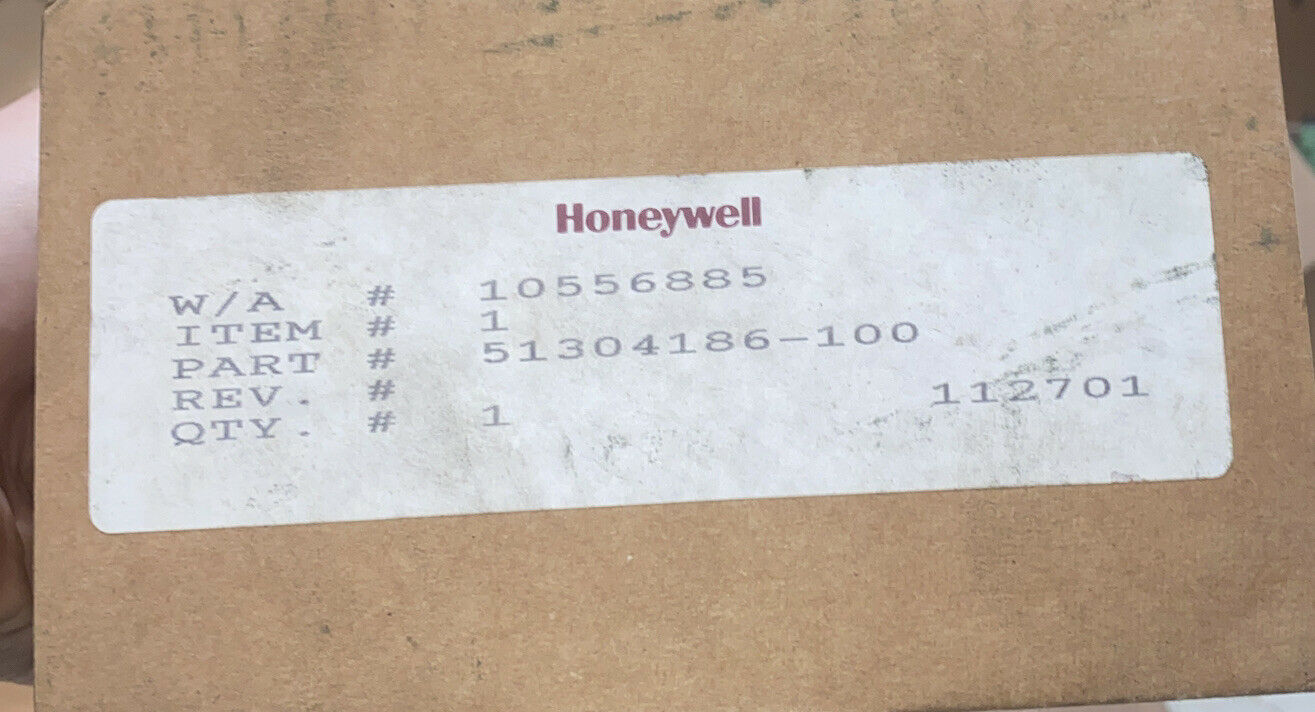 Honeywell
W/A # 10556885
ITEM # 1
PART # 51304186-100
REV. #
QTY. # 1 112701